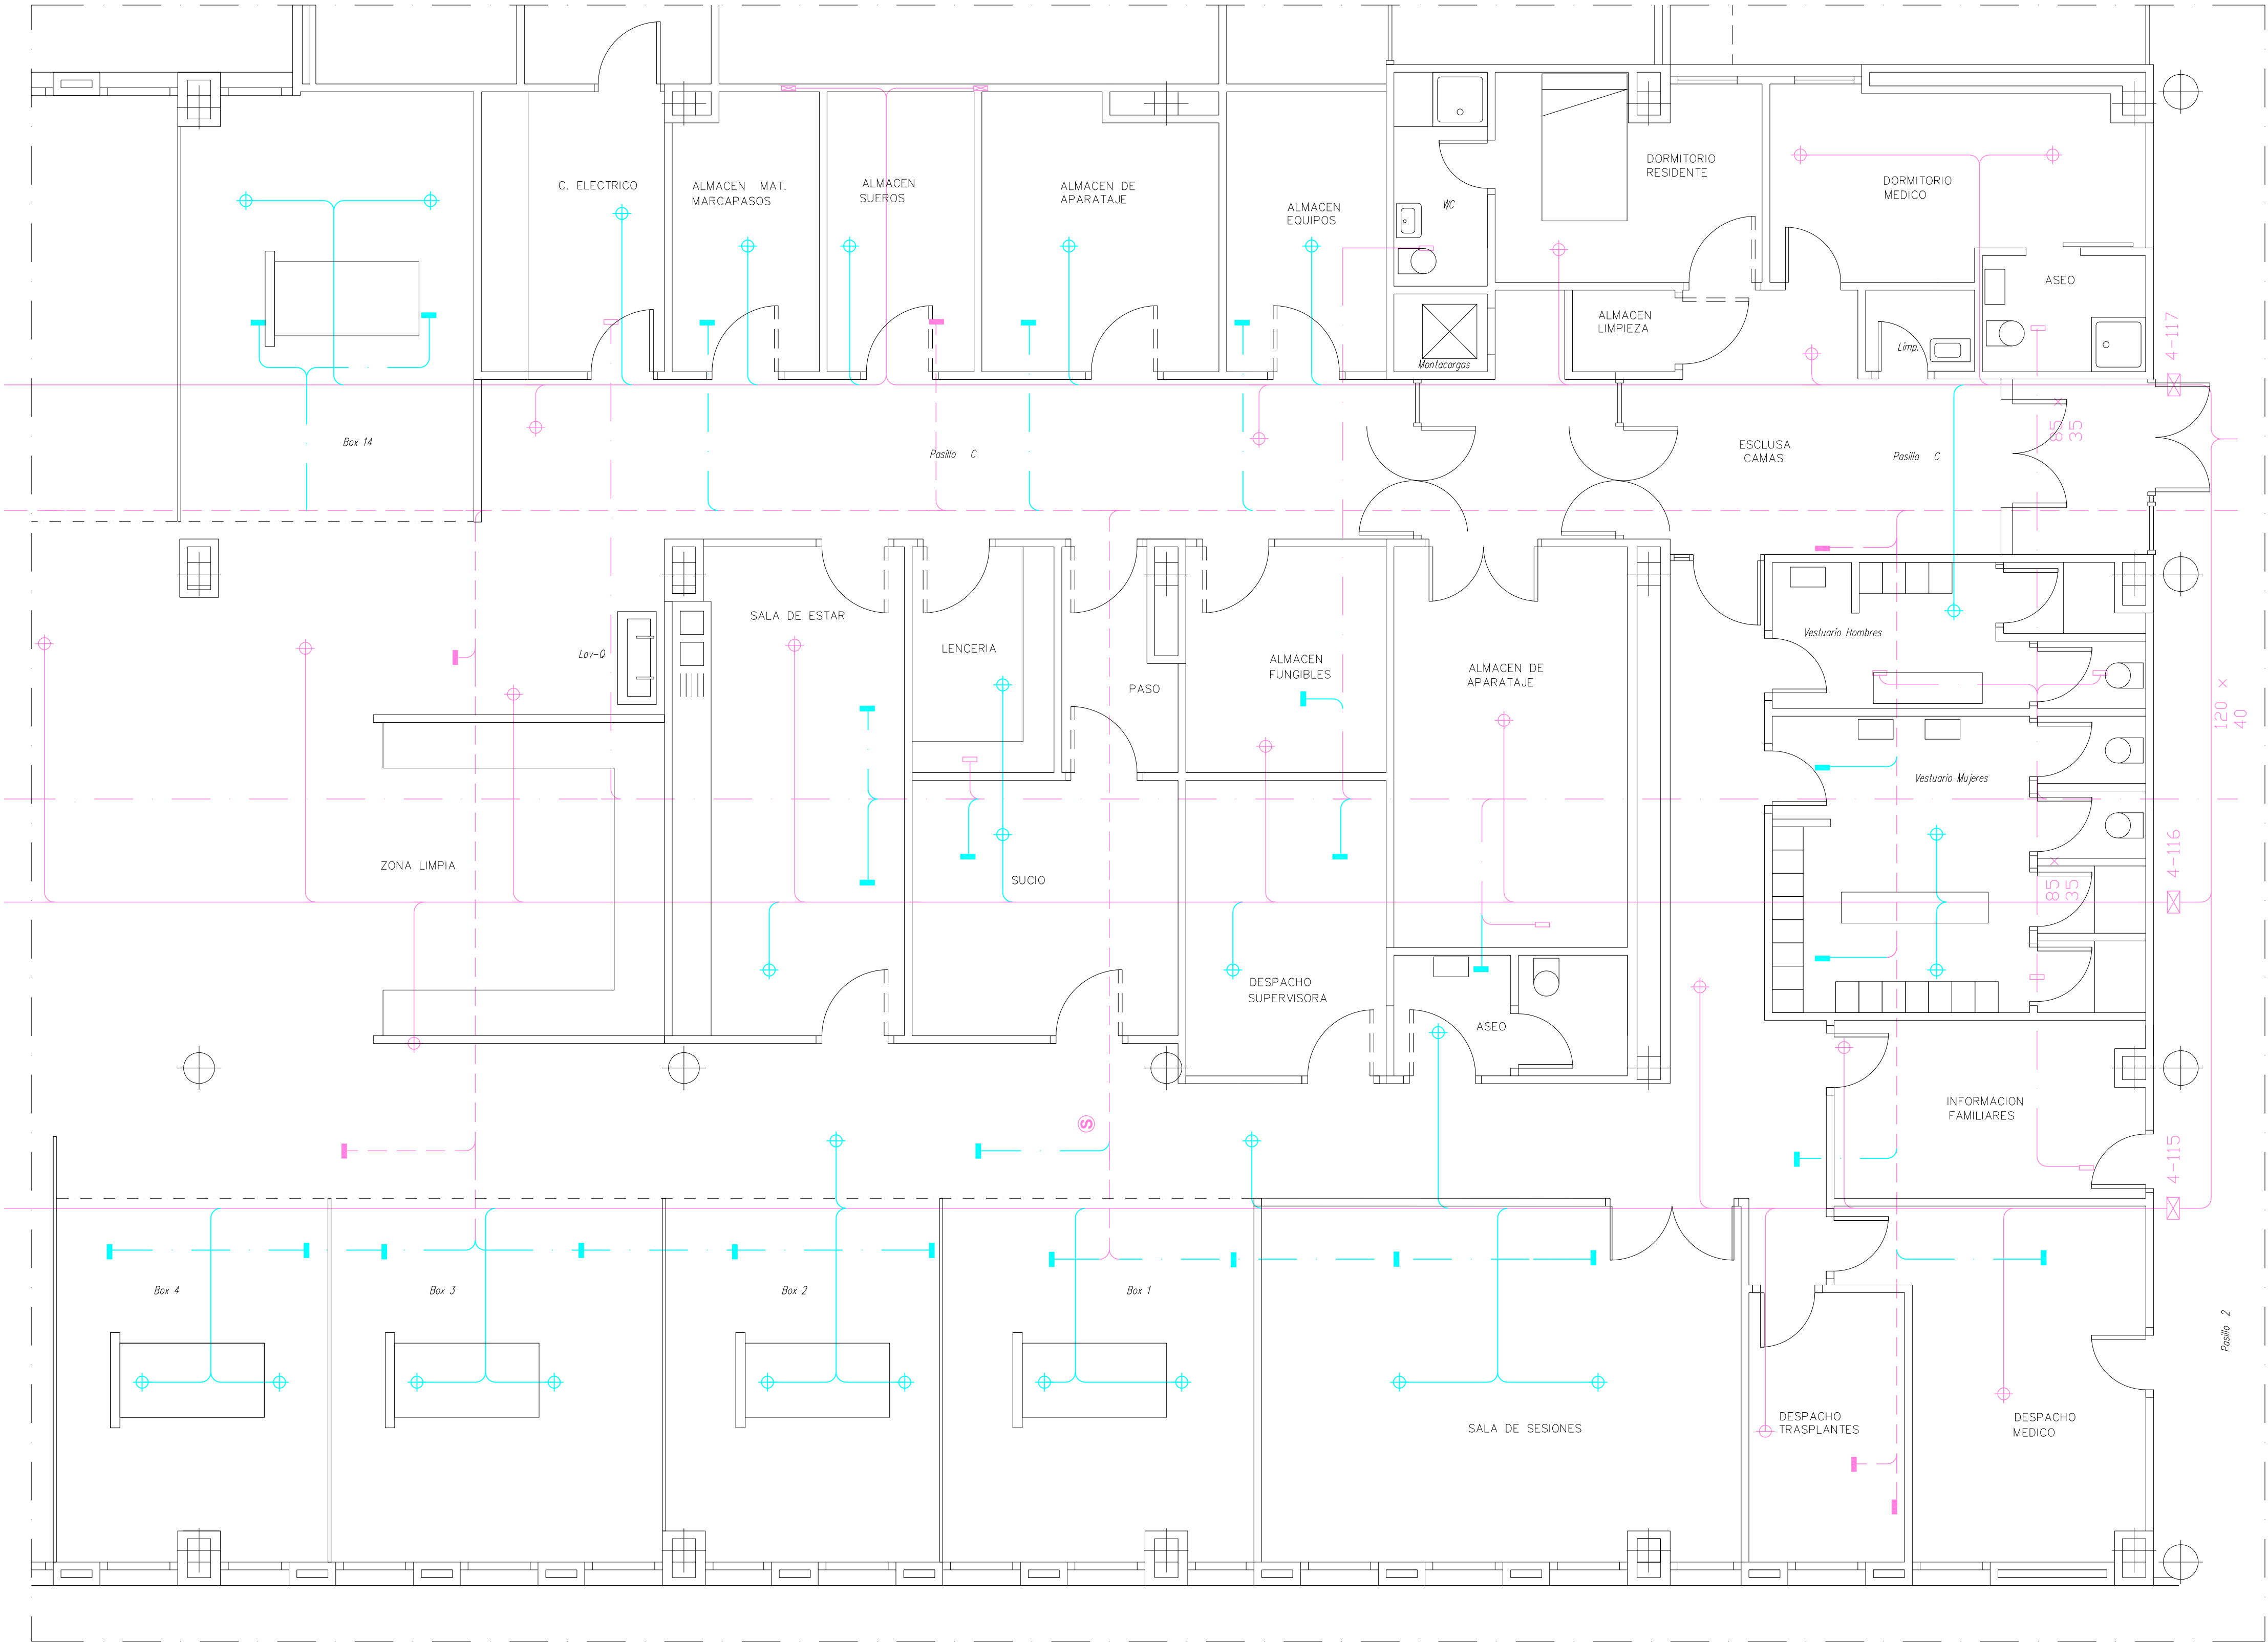 C. ELECTRICO
ALMACEN MAT.
MARCAPASOS
ALMACEN
SUEROS
ALMACEN DE
APARATAJE
ALMACEN
EQUIPOS
WC
DORMITORIO
RESIDENTE
DORMITORIO
MEDICO
ASEO
ALMACEN
LIMPIEZA
Montacargas
Limp.
4-117
85 x
35
Box 14
Pasillo C
ESCLUSA
CAMAS
Pasillo C
SALA DE ESTAR
Lav-Q
LENCERIA
PASO
ALMACEN
FUNGIBLES
ALMACEN DE
APARATAJE
Vestuario Hombres
120 x
40
Vestuario Mujeres
ZONA LIMPIA
SUCIO
4-116
85 x
35
DESPACHO
SUPERVISORA
ASEO
INFORMACION
FAMILIARES
S
4-115
Box 4
Box 3
Box 2
Box 1
Pasillo 2
SALA DE SESIONES
DESPACHO
TRASPLANTES
DESPACHO
MEDICO